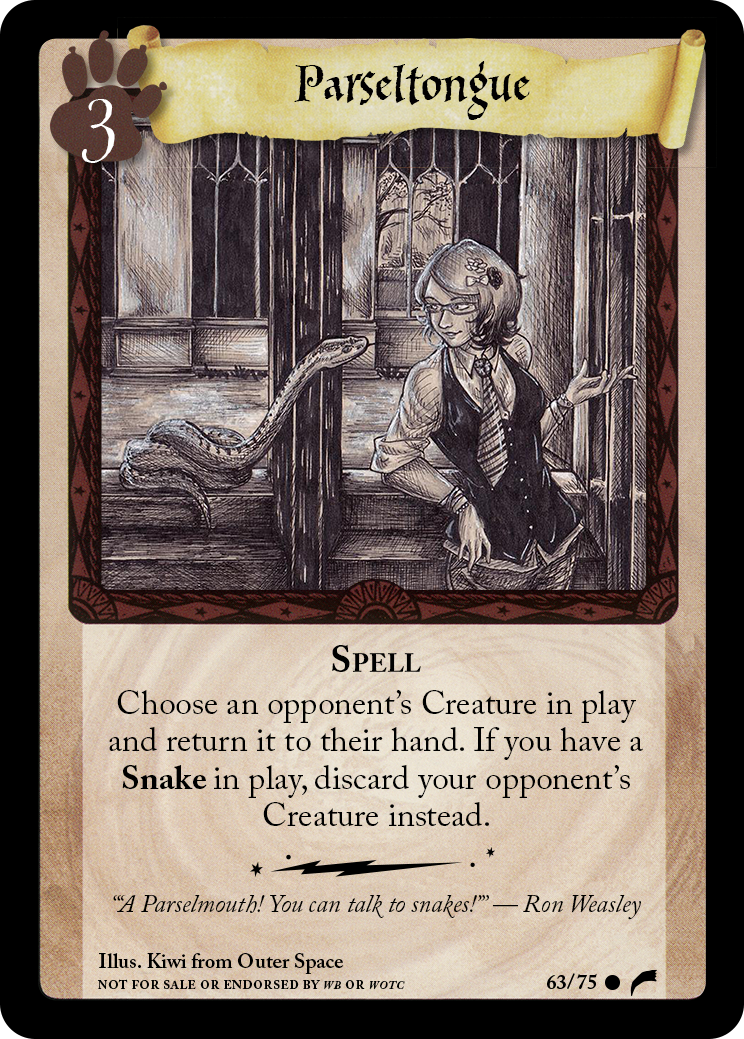 Parseltongue
3
SPELL
Choose an opponent's Creature in play
and return it to their hand. If you have a
Snake in play, discard your opponent's
Creature instead.
“‘A Parselmouth! You can talk to snakes!’” — Ron Weasley
Illus. Kiwi from Outer Space
NOT FOR SALE OR ENDORSED BY WB OR WOTC
63/75